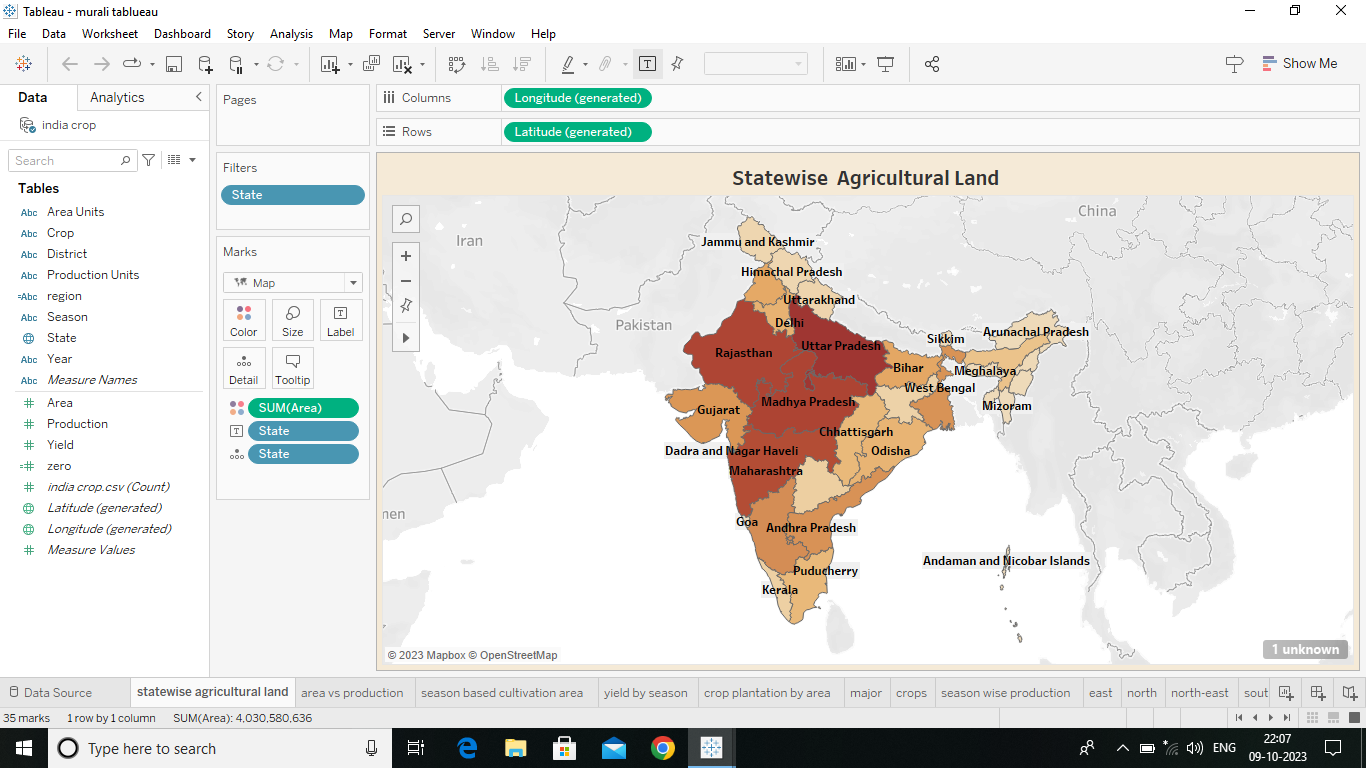 Tableau - murali tablueau
File Data Worksheet Dashboard Story Analysis Map Format Server Window Help
Show Me
Data Analytics
india crop
Search
Tables
Abc Area Units
Abc Crop
Abc District
Abc Production Units
=Abc region
Abc Season
State
Abc Year
Abc Measure Names
# Area
# Production
# Yield
=# zero
# india crop.csv (Count)
Latitude (generated)
Longitude (generated)
# Measure Values
Pages
Filters
State
Marks
Map
Color Size Label
Detail Tooltip
SUM(Area)
State
State
Columns Longitude (generated)
Rows Latitude (generated)
Statewise Agricultural Land
China
Iran
Jammu and Kashmir
Himachal Pradesh
Uttarakhand
Pakistan
Delhi
Arunachal Pradesh
Sikkim
Uttar Pradesh
Rajasthan
Bihar
Meghalaya
West Bengal
Madhya Pradesh
Mizoram
Gujarat
Chhattisgarh
Dadra and Nagar Haveli
Odisha
Maharashtra
men
Goa
Andhra Pradesh
Andaman and Nicobar Islands
Puducherry
Kerala
© 2023 Mapbox © OpenStreetMap
1 unknown
Data Source statewise agricultural land area vs production season based cultivation area yield by season crop plantation by area major crops season wise production east north north-east sout
35 marks 1 row by 1 column SUM(Area): 4,030,580,636
Type here to search
ENG
22:07
09-10-2023